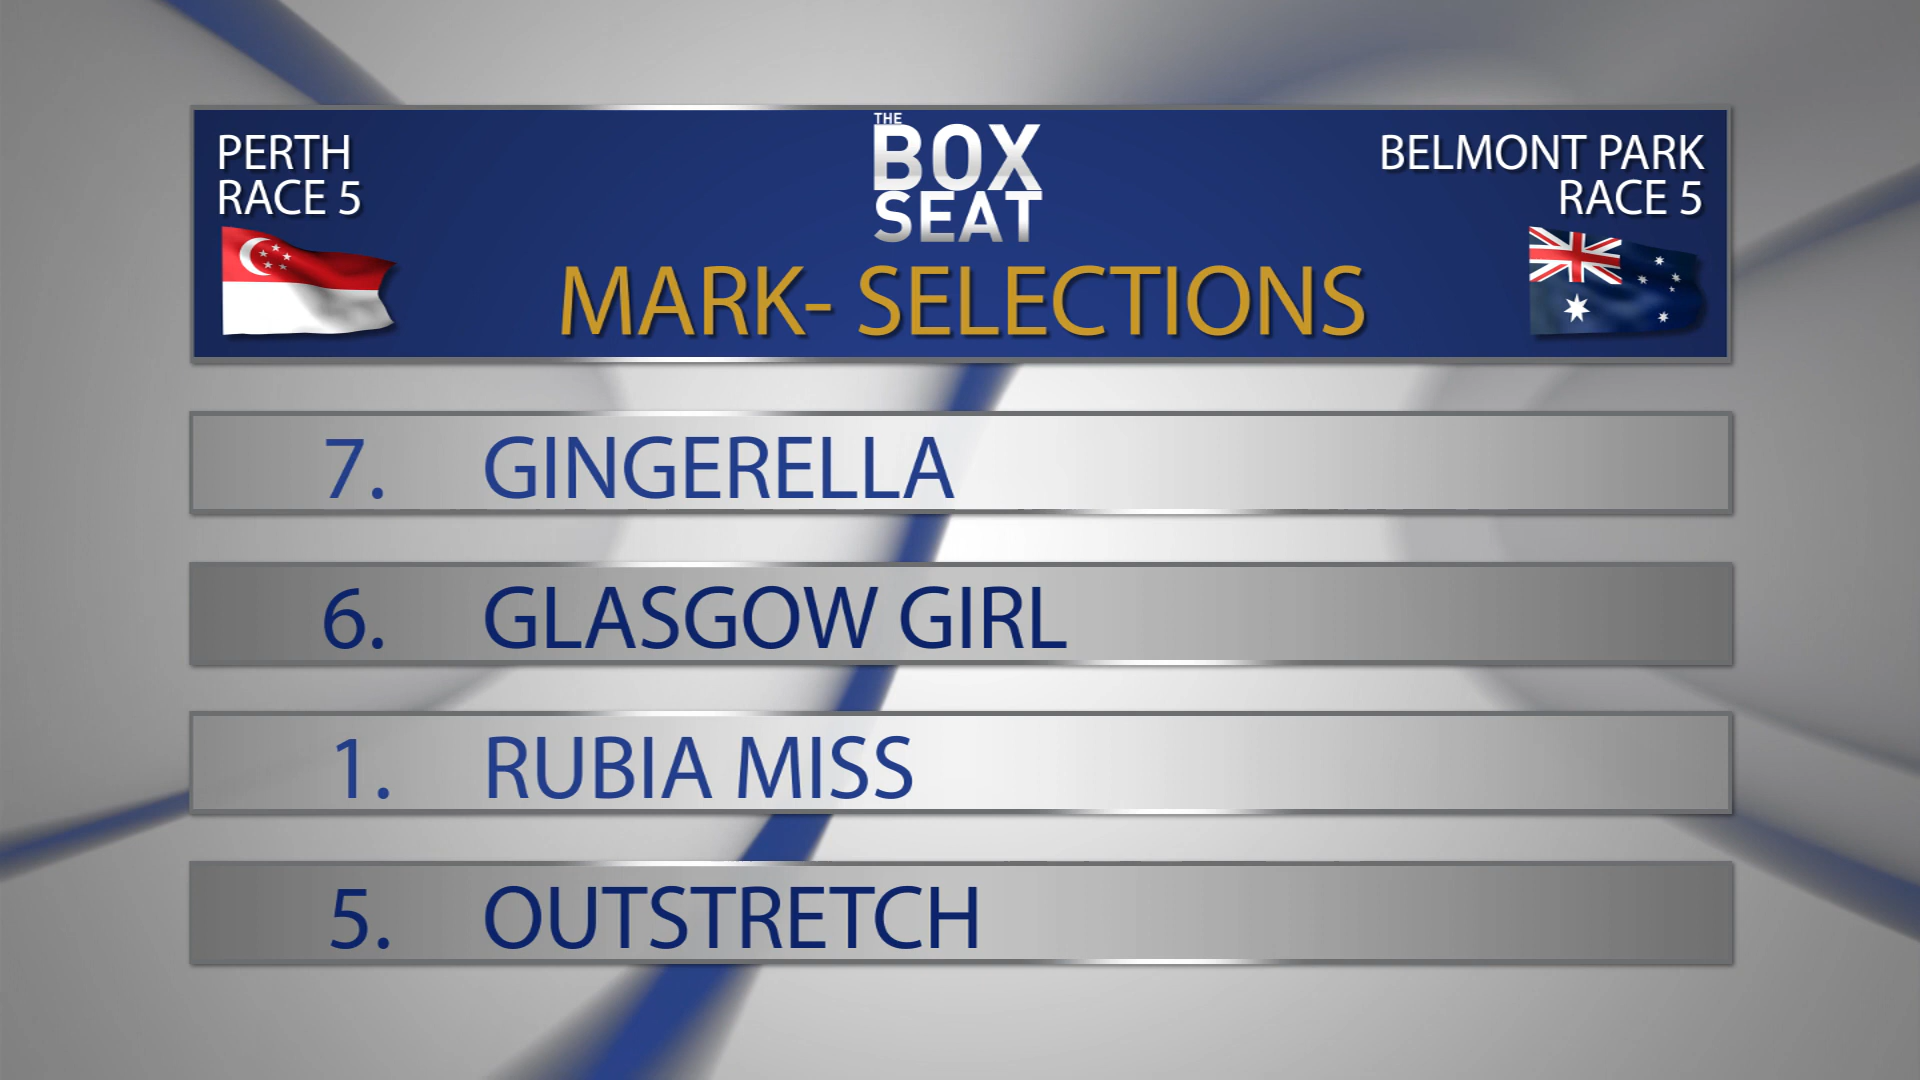 PERTH
RACE 5
THE
BOX
SEAT
BELMONT PARK
RACE 5
MARK- SELECTIONS
7. GINGERELLA
6. GLASGOW GIRL
1. RUBIA MISS
5. OUTSTRETCH